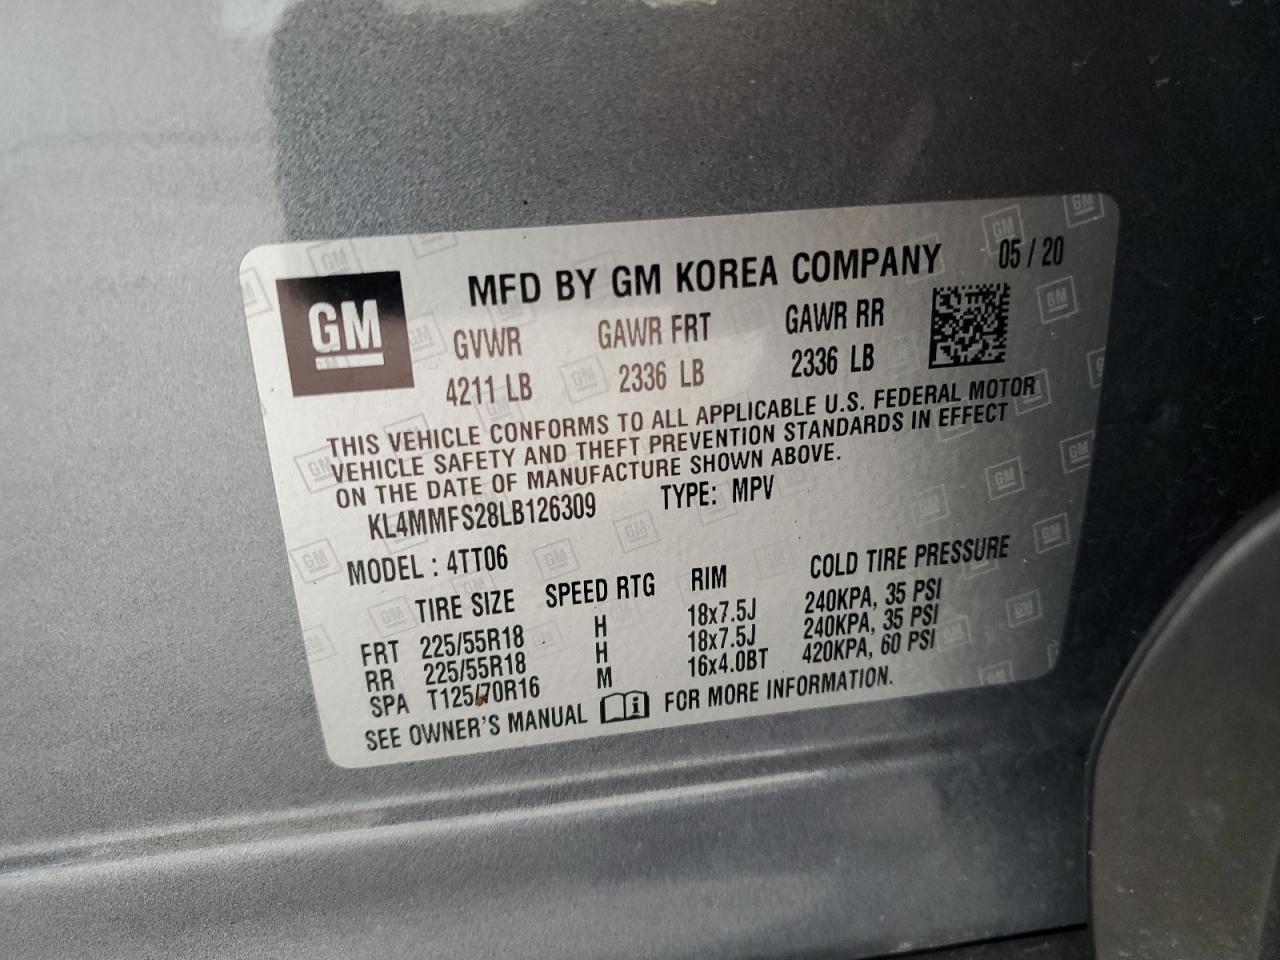 GM
MFD BY GM KOREA COMPANY 05 / 20
GVWR GAWR FRT GAWR RR
4211 LB 2336 LB 2336 LB
THIS VEHICLE CONFORMS TO ALL APPLICABLE U.S. FEDERAL MOTOR
VEHICLE SAFETY AND THEFT PREVENTION STANDARDS IN EFFECT
ON THE DATE OF MANUFACTURE SHOWN ABOVE.
KL4MMFS28LB126309 TYPE: MPV
MODEL : 4TT06
TIRE SIZE SPEED RTG RIM COLD TIRE PRESSURE
FRT 225/55R18 H 18x7.5J 240KPA, 35 PSI
RR 225/55R18 H 18x7.5J 240KPA, 35 PSI
SPA T125/70R16 M 16x4.0BT 420KPA, 60 PSI
SEE OWNER'S MANUAL i FOR MORE INFORMATION.